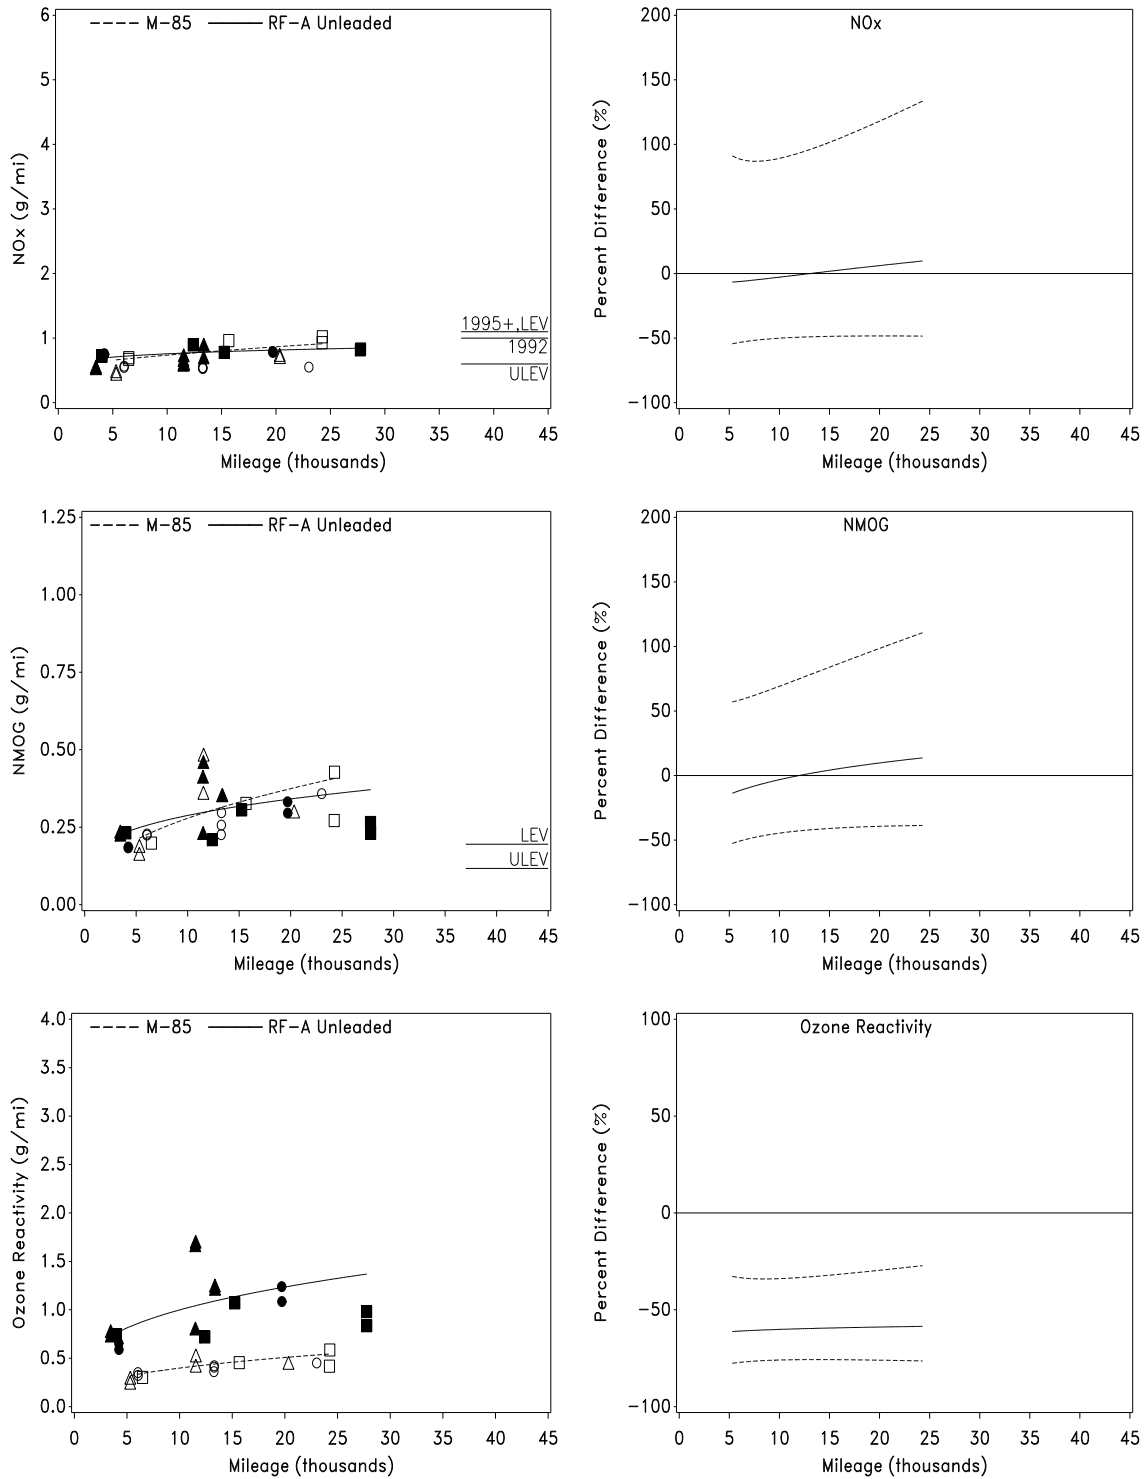 M-85 RF-A Unleaded
NOx (g/mi)
6
5
4
3
2
1
0
1995+,LEV
1992
ULEV
0 5 10 15 20 25 30 35 40 45
Mileage (thousands)
NOx
Percent Difference (%)
200
150
100
50
0
-50
-100
0 5 10 15 20 25 30 35 40 45
Mileage (thousands)
M-85 RF-A Unleaded
NMOG (g/mi)
1.25
1.00
0.75
0.50
0.25
0.00
LEV
ULEV
0 5 10 15 20 25 30 35 40 45
Mileage (thousands)
NMOG
Percent Difference (%)
200
150
100
50
0
-50
-100
0 5 10 15 20 25 30 35 40 45
Mileage (thousands)
M-85 RF-A Unleaded
Ozone Reactivity (g/mi)
4.0
3.5
3.0
2.5
2.0
1.5
1.0
0.5
0.0
0 5 10 15 20 25 30 35 40 45
Mileage (thousands)
Ozone Reactivity
Percent Difference (%)
100
50
0
-50
-100
0 5 10 15 20 25 30 35 40 45
Mileage (thousands)